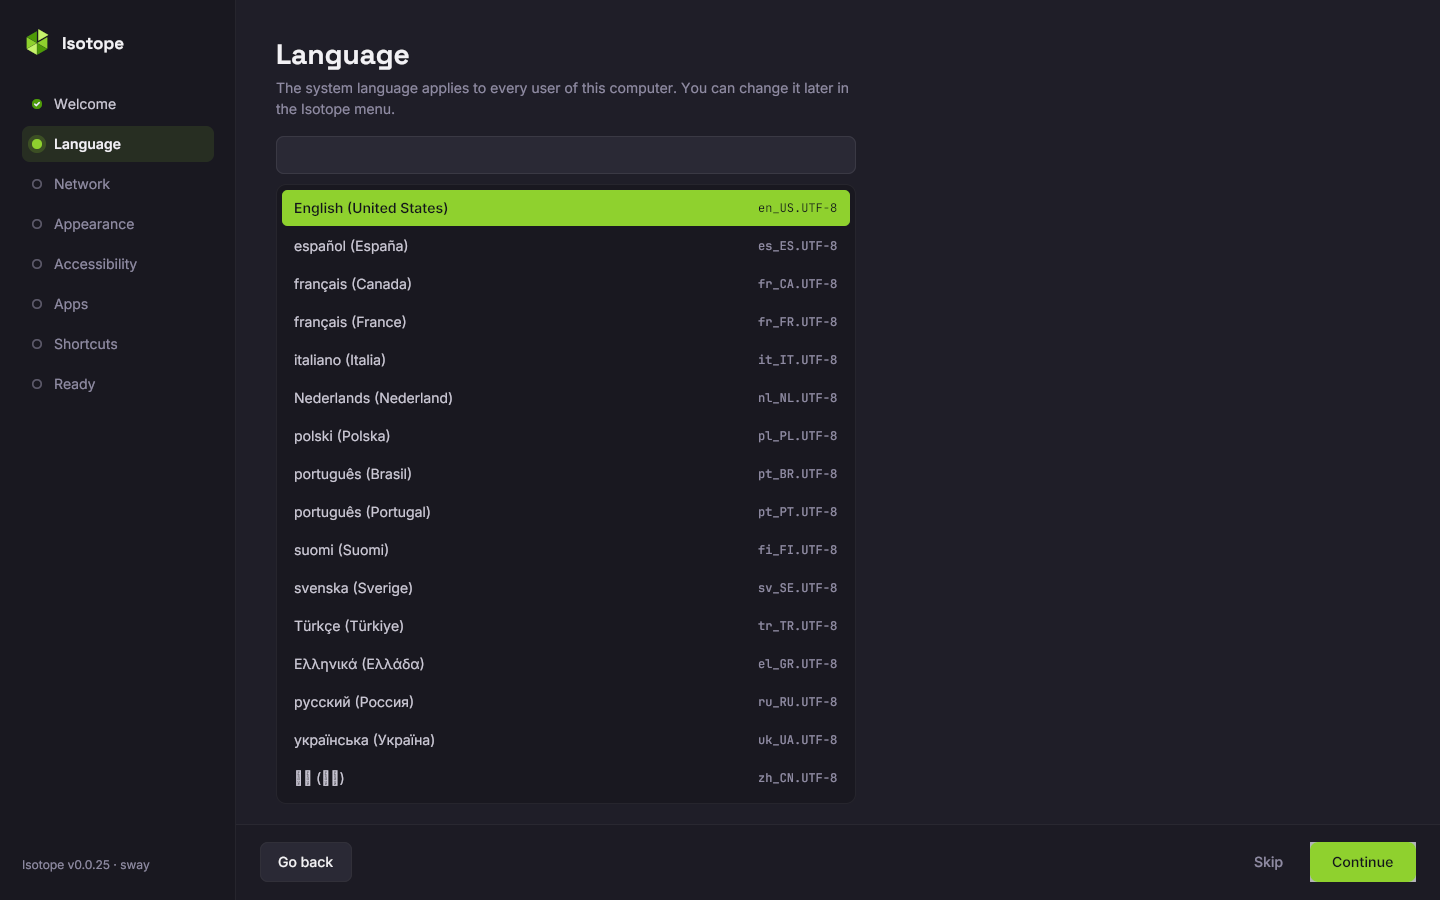 Isotope
Welcome
Language
Network
Appearance
Accessibility
Apps
Shortcuts
Ready
Isotope v0.0.25 · sway
Language
The system language applies to every user of this computer. You can change it later in
the Isotope menu.
English (United States) en_US.UTF-8
español (España) es_ES.UTF-8
français (Canada) fr_CA.UTF-8
français (France) fr_FR.UTF-8
italiano (Italia) it_IT.UTF-8
Nederlands (Nederland) nl_NL.UTF-8
polski (Polska) pl_PL.UTF-8
português (Brasil) pt_BR.UTF-8
português (Portugal) pt_PT.UTF-8
suomi (Suomi) fi_FI.UTF-8
svenska (Sverige) sv_SE.UTF-8
Türkçe (Türkiye) tr_TR.UTF-8
Ελληνικά (Ελλάδα) el_GR.UTF-8
русский (Россия) ru_RU.UTF-8
українська (Україна) uk_UA.UTF-8
zh_CN.UTF-8
Go back
Skip
Continue